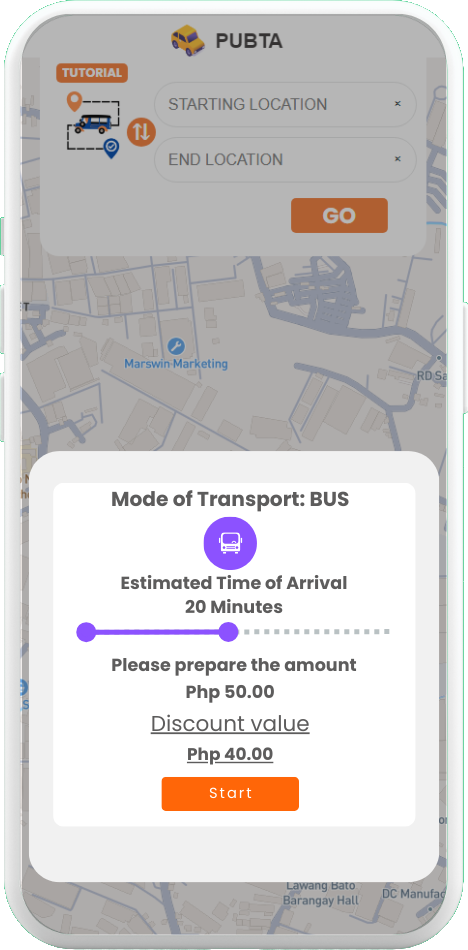 PUBTA
TUTORIAL
STARTING LOCATION ×
END LOCATION ×
GO
Marswin Marketing
RD Sa
Mode of Transport: BUS
Estimated Time of Arrival
20 Minutes
Please prepare the amount
Php 50.00
Discount value
Php 40.00
Start
Lawang Bato
Barangay Hall
DC Manufac